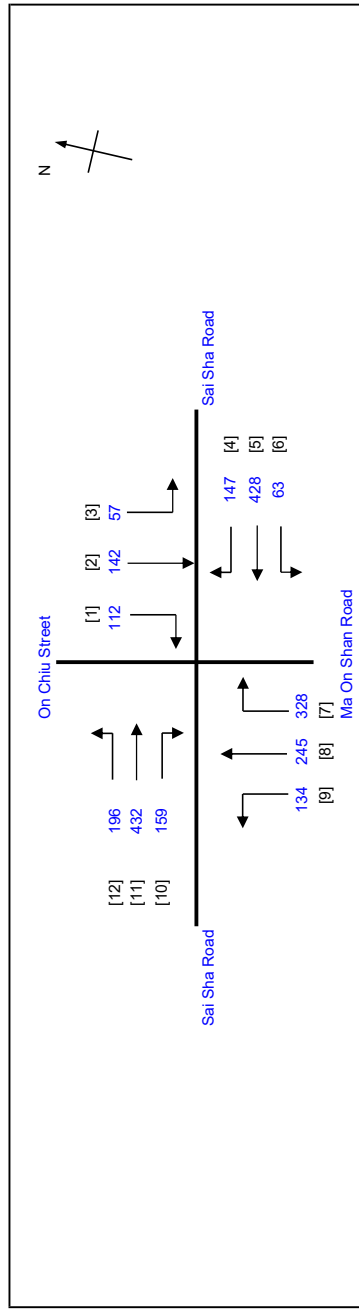 N
On Chiu Street
[1] [2] [3]
112 142 57
[12] 196
[11] 432
[10] 159
Sai Sha Road
Sai Sha Road
147 [4]
428 [5]
63 [6]
134 245 328
[9] [8] [7]
Ma On Shan Road